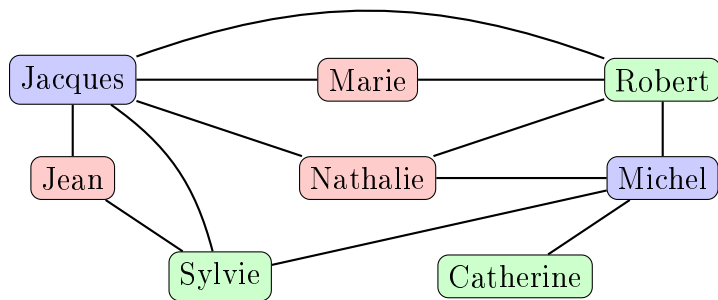 Jacques
Marie
Robert
Jean
Nathalie
Michel
Sylvie
Catherine